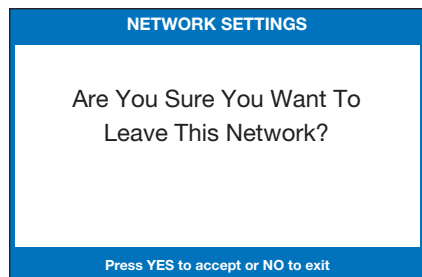 NETWORK SETTINGS
Are You Sure You Want To
Leave This Network?
Press YES to accept or NO to exit